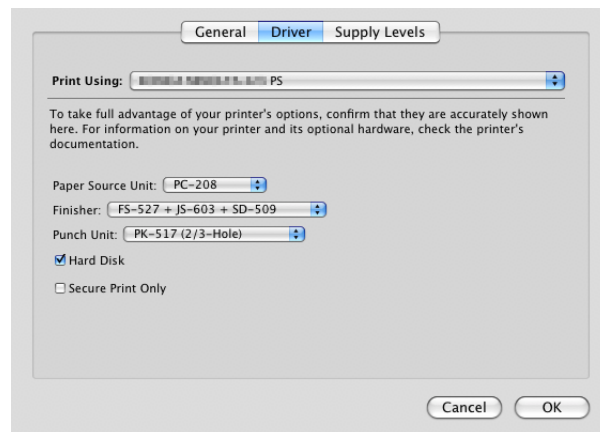 General Driver Supply Levels
Print Using: PS
To take full advantage of your printer's options, confirm that they are accurately shown
here. For information on your printer and its optional hardware, check the printer's
documentation.
Paper Source Unit: PC-208
Finisher: FS-527 + JS-603 + SD-509
Punch Unit: PK-517 (2/3-Hole)
Hard Disk
Secure Print Only
Cancel OK